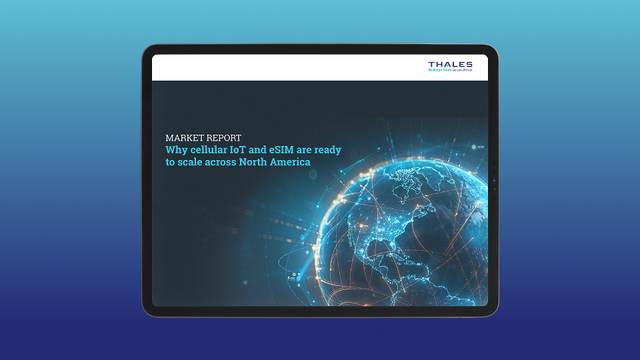 THALES
MARKET REPORT
Why cellular IoT and eSIM are ready
to scale across North America